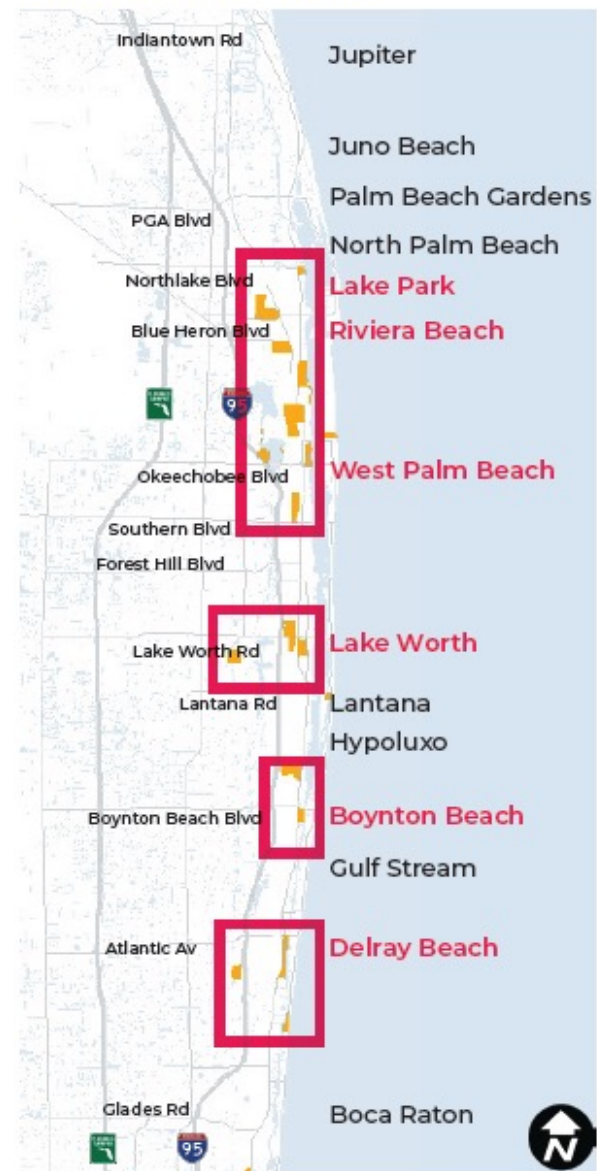 Indiantown Rd
Jupiter
Juno Beach
Palm Beach Gardens
PGA Blvd
North Palm Beach
Northlake Blvd
Lake Park
Blue Heron Blvd
Riviera Beach
95
Okeechobee Blvd
West Palm Beach
Southern Blvd
Forest Hill Blvd
Lake Worth Rd
Lake Worth
Lantana Rd
Lantana
Hypoluxo
Boynton Beach Blvd
Boynton Beach
Gulf Stream
Atlantic Av
Delray Beach
Glades Rd
Boca Raton
95
N